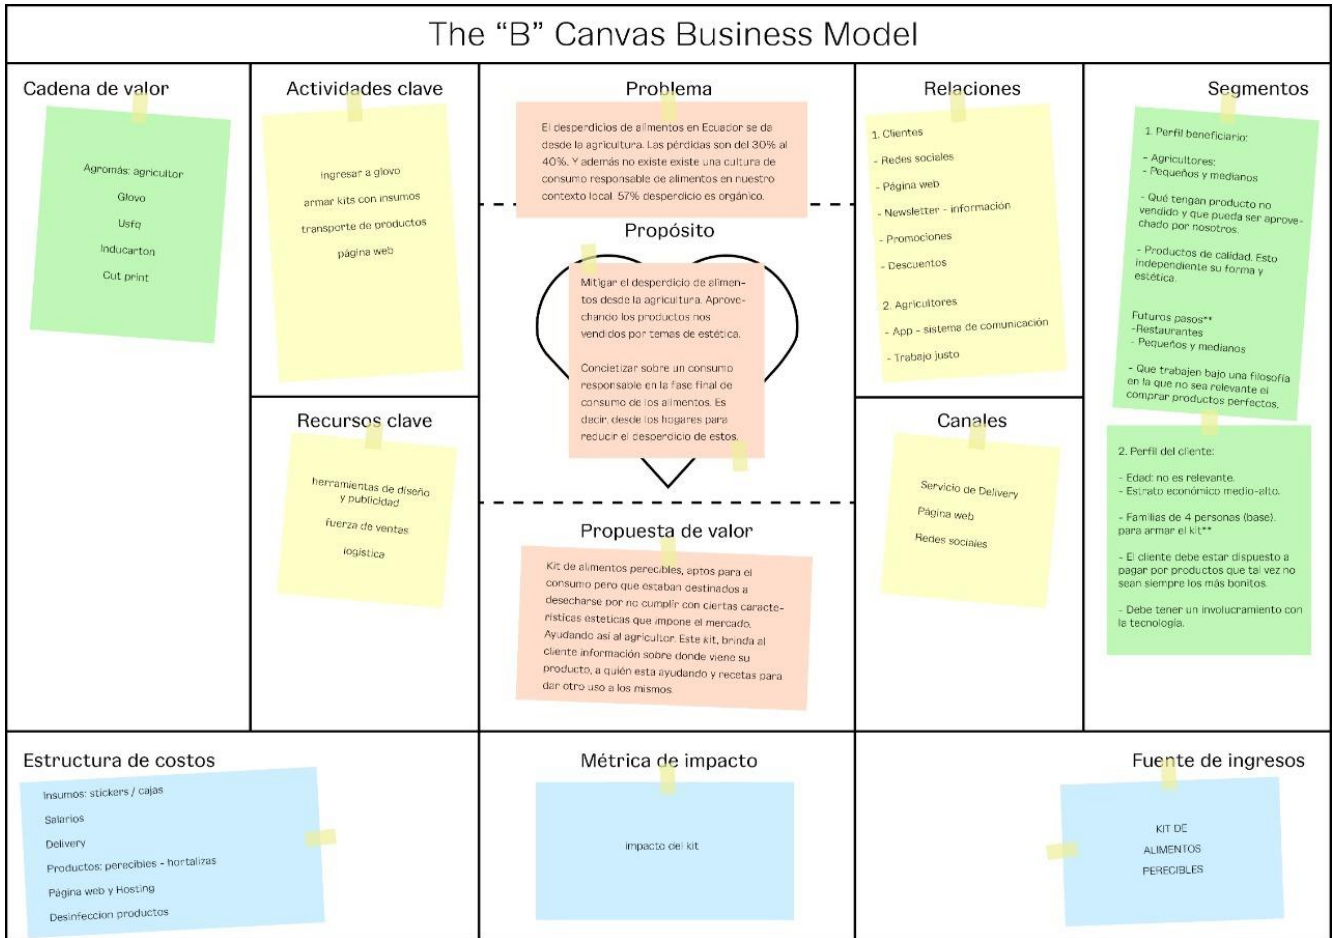 The “B” Canvas Business Model
Cadena de valor
Agromás: agricultor
Glovo
Usfq
Inducarton
Cut print
Actividades clave
ingresar a glovo
armar kits con insumos
transporte de productos
página web
Recursos clave
herramientas de diseño
y publicidad
fuerza de ventas
logística
Problema
El desperdicios de alimentos en Ecuador se da
desde la agricultura. Las pérdidas son del 30% al
40%. Y además no existe existe una cultura de
consumo responsable de alimentos en nuestro
contexto local. 57% desperdicio es orgánico.
Propósito
Mitigar el desperdicio de alimen-
tos desde la agricultura. Aprove-
chando los productos nos
vendidos por temas de estética.
Concietizar sobre un consumo
responsable en la fase final de
consumo de los alimentos. Es
decir, desde los hogares para
reducir el desperdicio de estos.
Propuesta de valor
Kit de alimentos perecibles, aptos para el
consumo pero que estaban destinados a
desecharse por no cumplir con ciertas caracte-
rísticas esteticas que impone el mercado.
Ayudando así al agricultor. Este kit, brinda al
cliente información sobre donde viene su
producto, a quién esta ayudando y recetas para
dar otro uso a los mismos.
Relaciones
1. Clientes
- Redes sociales
- Página web
- Newsletter - información
- Promociones
- Descuentos
2. Agricultores
- App - sistema de comunicación
- Trabajo justo
Canales
Servicio de Delivery
Página web
Redes sociales
Segmentos
1. Perfil beneficiario:
- Agricultores:
- Pequeños y medianos
- Qué tengan producto no
vendido y que pueda ser aprove-
chado por nosotros.
- Productos de calidad. Esto
independiente su forma y
estética.
Futuros pasos**
-Restaurantes
- Pequeños y medianos
- Que trabajen bajo una filosofía
en la que no sea relevante el
comprar productos perfectos.
2. Perfil del cliente:
- Edad: no es relevante.
- Estrato económico medio-alto.
- Familias de 4 personas (base).
para armar el kit**
- El cliente debe estar dispuesto a
pagar por productos que tal vez no
sean siempre los más bonitos.
- Debe tener un involucramiento con
la tecnología.
Estructura de costos
Insumos: stickers / cajas
Salarios
Delivery
Productos: perecibles - hortalizas
Página web y Hosting
Desinfeccion productos
Métrica de impacto
impacto del kit
Fuente de ingresos
KIT DE
ALIMENTOS
PERECIBLES